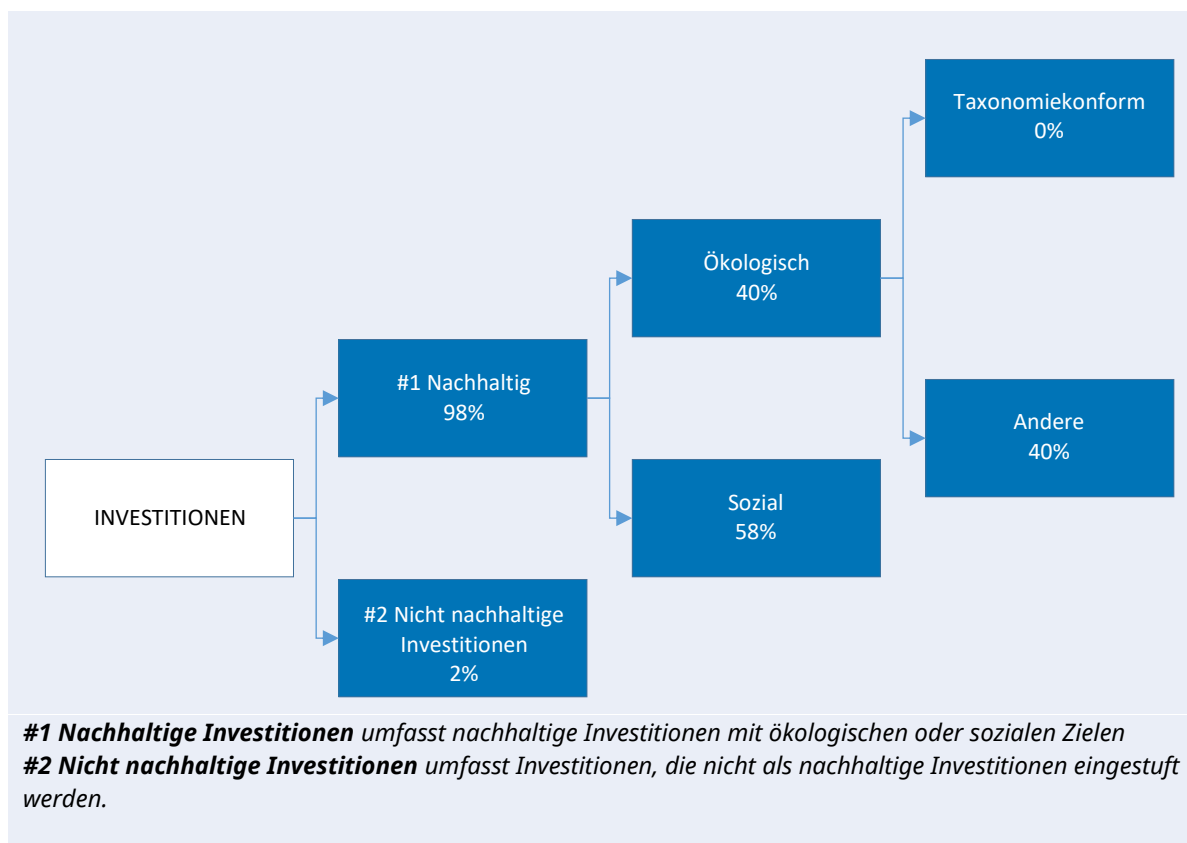 Taxonomiekonform
0%
Ökologisch
40%
#1 Nachhaltig
98%
Andere
40%
INVESTITIONEN
Sozial
58%
#2 Nicht nachhaltige
Investitionen
2%
#1 Nachhaltige Investitionen umfasst nachhaltige Investitionen mit ökologischen oder sozialen Zielen
#2 Nicht nachhaltige Investitionen umfasst Investitionen, die nicht als nachhaltige Investitionen eingestuft
werden.